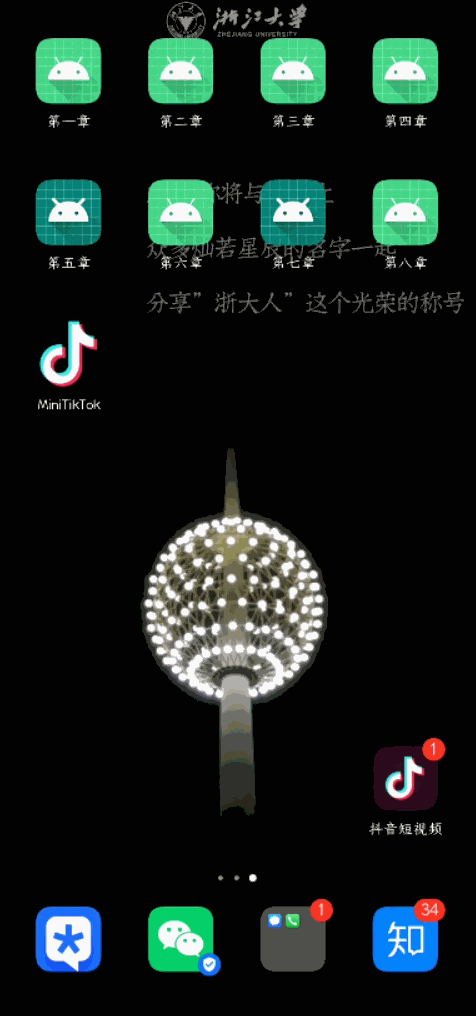 浙江大学
ZHEJIANG UNIVERSITY
第一章
第二章
第三章
第四章
你将与
众多灿若星辰的名字一起
第五章
第六章
第七章
第八章
分享”浙大人”这个光荣的称号
MiniTikTok
1
抖音短视频
1
34
知